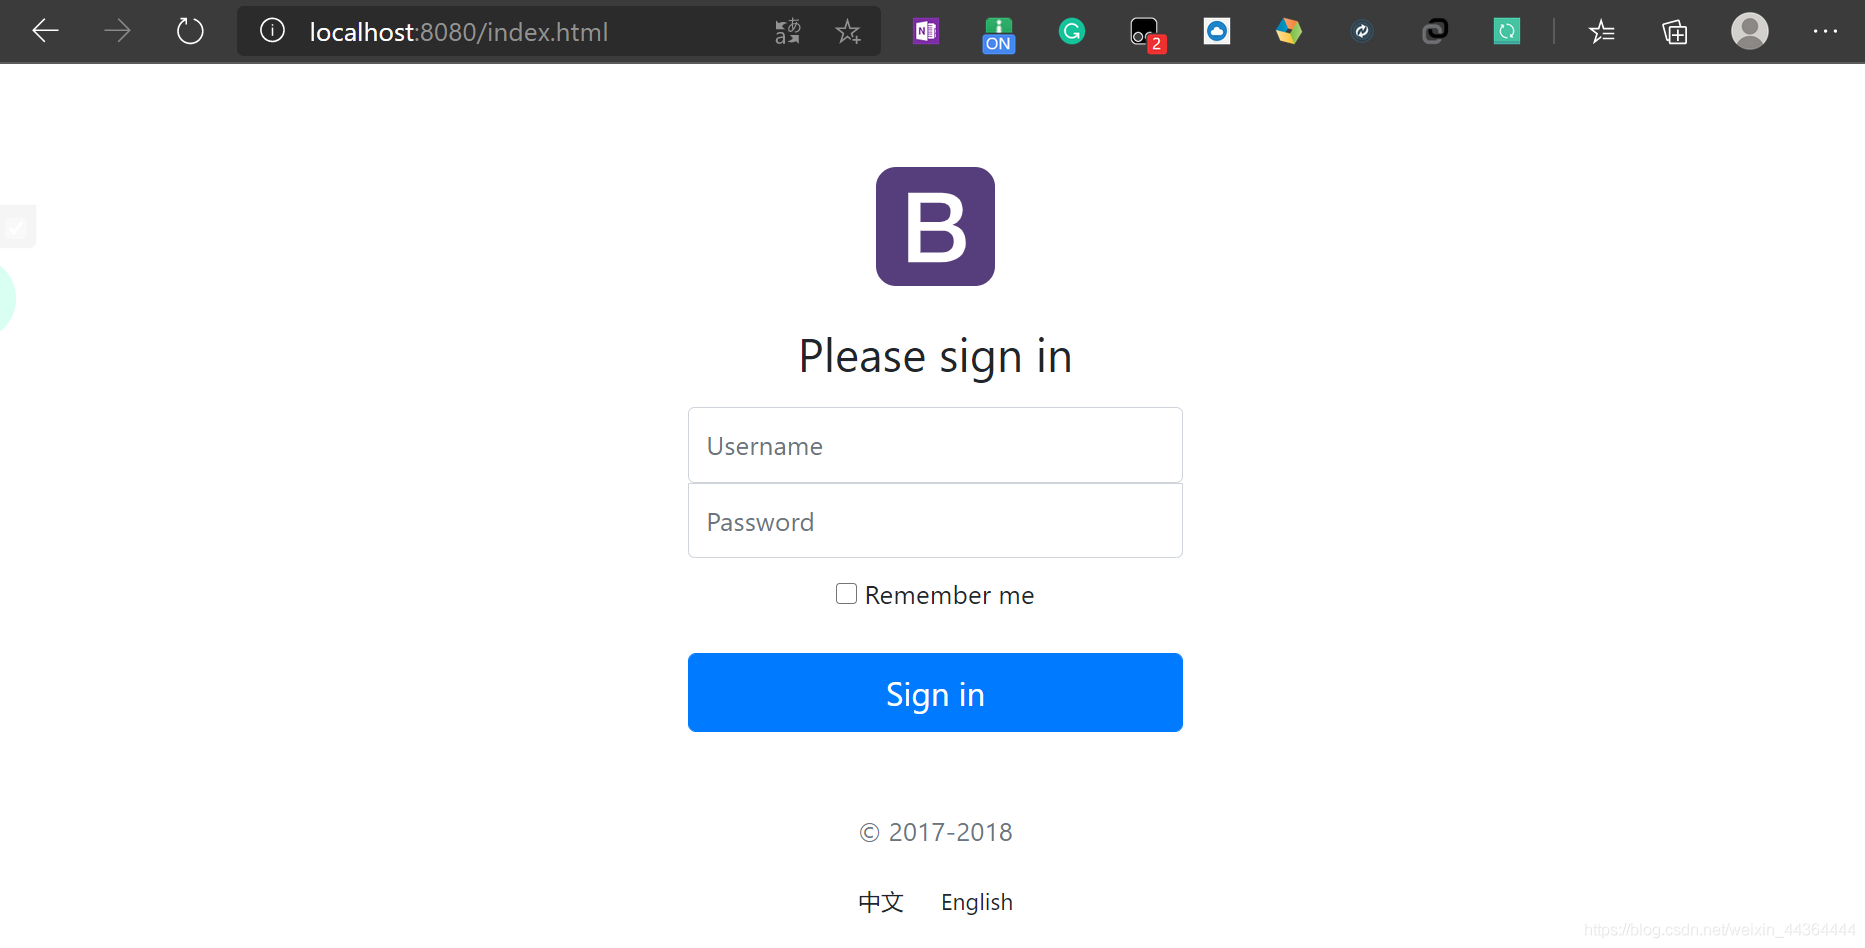 localhost:8080/index.html
ON
2
B
Please sign in
Username
Password
Remember me
Sign in
© 2017-2018
中文 English
https://blog.csdn.net/weixin_44364444